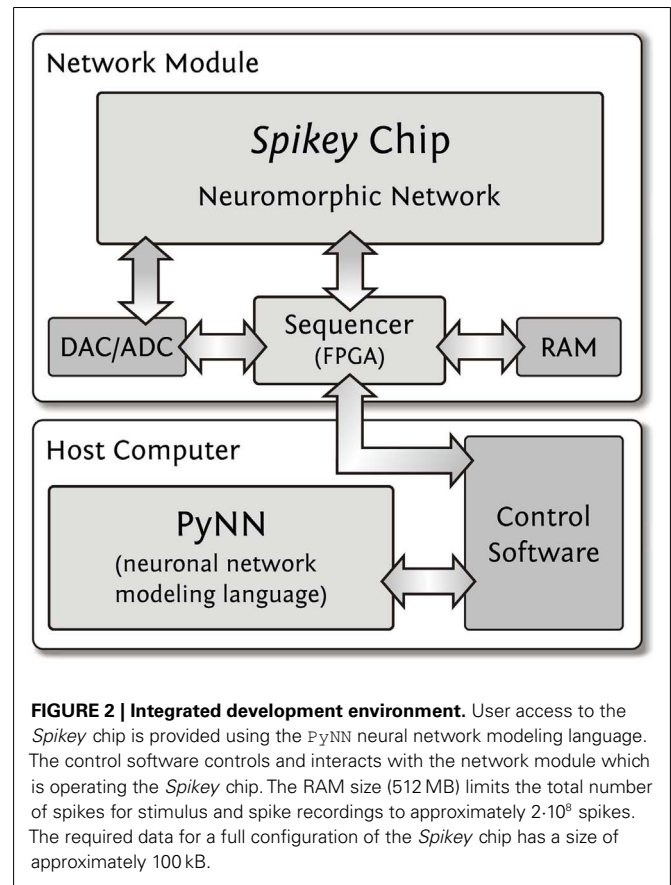 Network Module
Spikey Chip
Neuromorphic Network
DAC/ADC
Sequencer
(FPGA)
RAM
Host Computer
PyNN
(neuronal network
modeling language)
Control
Software
FIGURE 2 | Integrated development environment. User access to the
Spikey chip is provided using the PyNN neural network modeling language.
The control software controls and interacts with the network module which
is operating the Spikey chip. The RAM size (512 MB) limits the total number
of spikes for stimulus and spike recordings to approximately 2·10⁸ spikes.
The required data for a full configuration of the Spikey chip has a size of
approximately 100 kB.